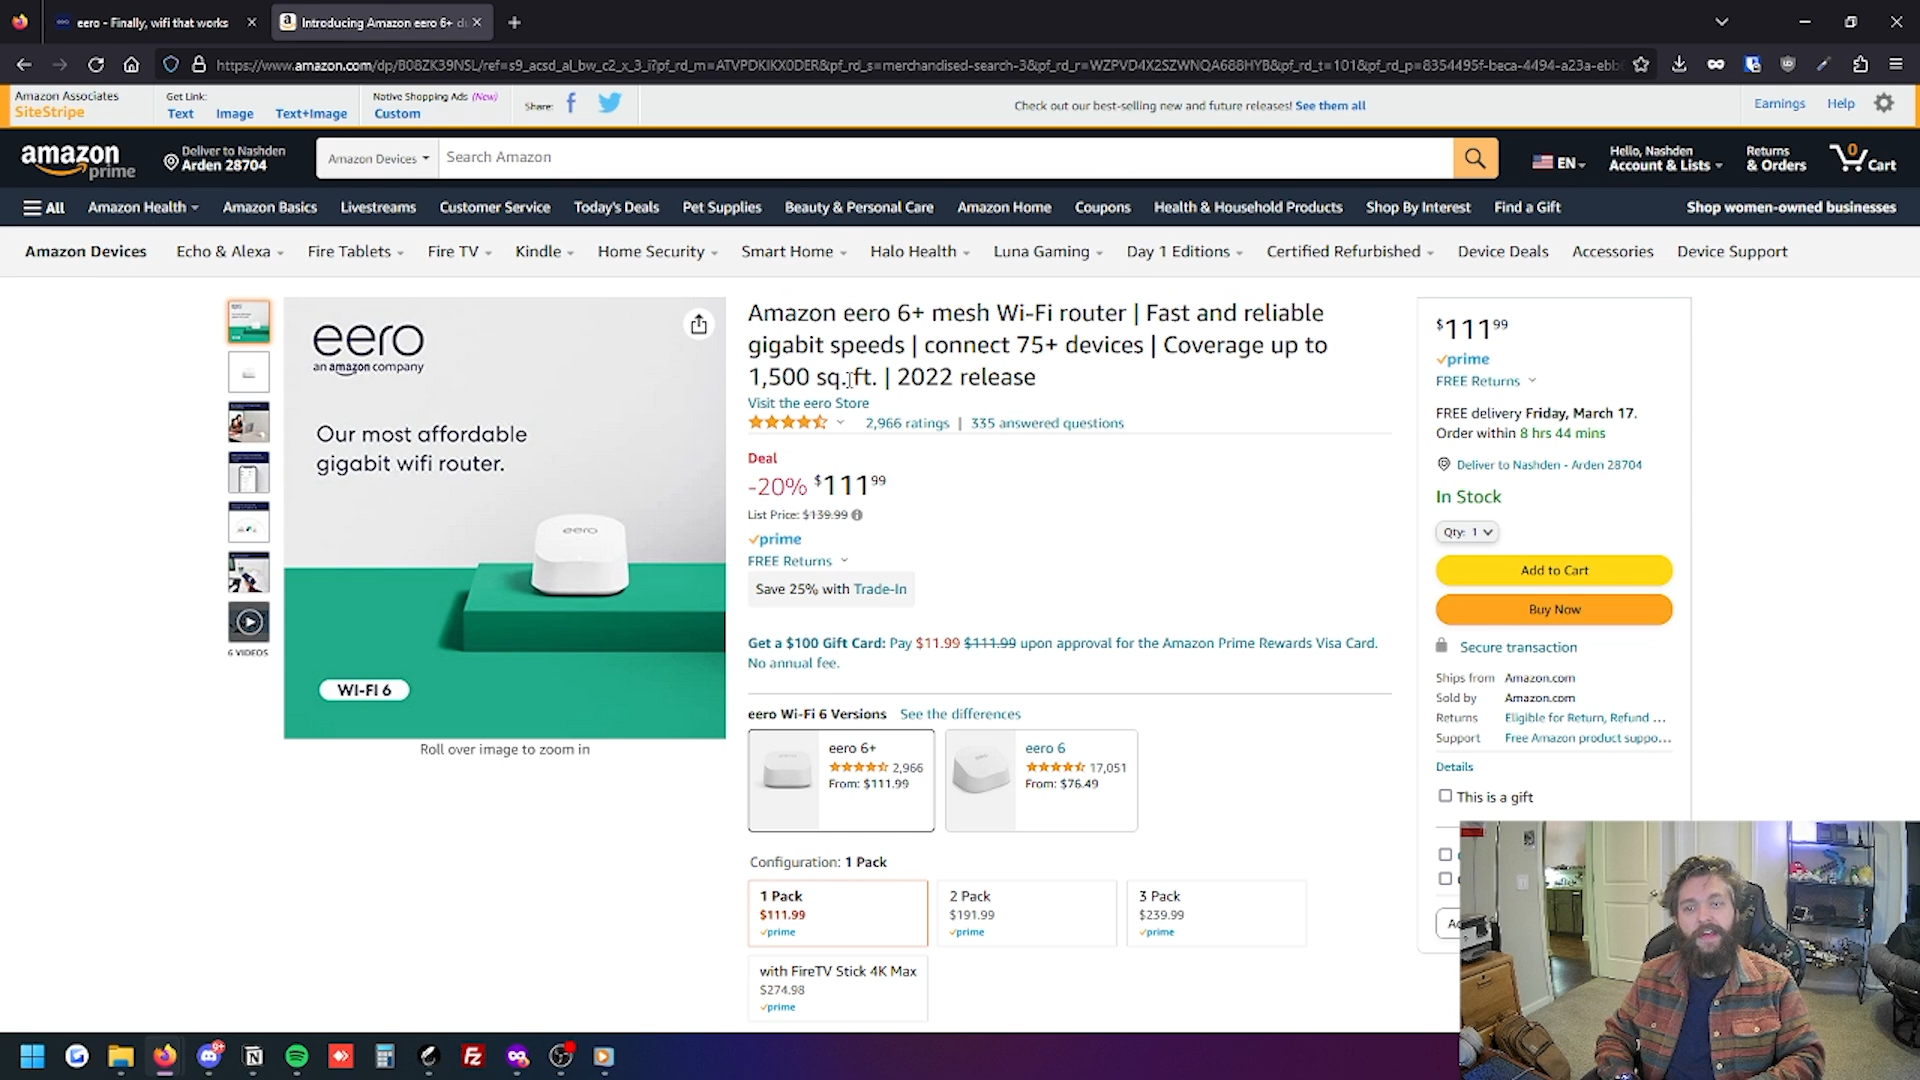 eero - Finally, wifi that works
Introducing Amazon eero 6+ d
https://www.amazon.com/dp/B08ZK39NSL/ref=s9_acsd_al_bw_c2_x_3_i?pf_rd_m=ATVPDKIKX0DER&pf_rd_s=merchandised-search-3&pf_rd_r=WZPVD4X2SZWNQA688HYB&pf_rd_t=101&pf_rd_p=8354495f-beca-4494-a23a-ebb
Amazon Associates
SiteStripe
Get Link:
Text
Image
Text+Image
Native Shopping Ads (New)
Custom
Share:
Check out our best-selling new and future releases! See them all
Earnings
Help
amazon
prime
Deliver to Nashden
Arden 28704
Amazon Devices
Search Amazon
EN
Hello, Nashden
Account & Lists
Returns
& Orders
0
Cart
All
Amazon Health
Amazon Basics
Livestreams
Customer Service
Today's Deals
Pet Supplies
Beauty & Personal Care
Amazon Home
Coupons
Health & Household Products
Shop By Interest
Find a Gift
Shop women-owned businesses
Amazon Devices
Echo & Alexa
Fire Tablets
Fire TV
Kindle
Home Security
Smart Home
Halo Health
Luna Gaming
Day 1 Editions
Certified Refurbished
Device Deals
Accessories
Device Support
6 VIDEOS
eero
an amazon company
Our most affordable
gigabit wifi router.
eero
WI-FI 6
Roll over image to zoom in
Amazon eero 6+ mesh Wi-Fi router | Fast and reliable
gigabit speeds | connect 75+ devices | Coverage up to
1,500 sq. ft. | 2022 release
Visit the eero Store
2,966 ratings | 335 answered questions
Deal
-20% $111 99
List Price: $139.99
prime
FREE Returns
Save 25% with Trade-In
Get a $100 Gift Card: Pay $11.99 $111.99 upon approval for the Amazon Prime Rewards Visa Card.
No annual fee.
eero Wi-Fi 6 Versions See the differences
eero 6+
2,966
From: $111.99
eero 6
17,051
From: $76.49
Configuration: 1 Pack
1 Pack
$111.99
prime
2 Pack
$191.99
prime
3 Pack
$239.99
prime
with FireTV Stick 4K Max
$274.98
prime
$111 99
prime
FREE Returns
FREE delivery Friday, March 17.
Order within 8 hrs 44 mins
Deliver to Nashden - Arden 28704
In Stock
Qty: 1
Add to Cart
Buy Now
Secure transaction
Ships from Amazon.com
Sold by Amazon.com
Returns Eligible for Return, Refund ...
Support Free Amazon product suppo...
Details
This is a gift